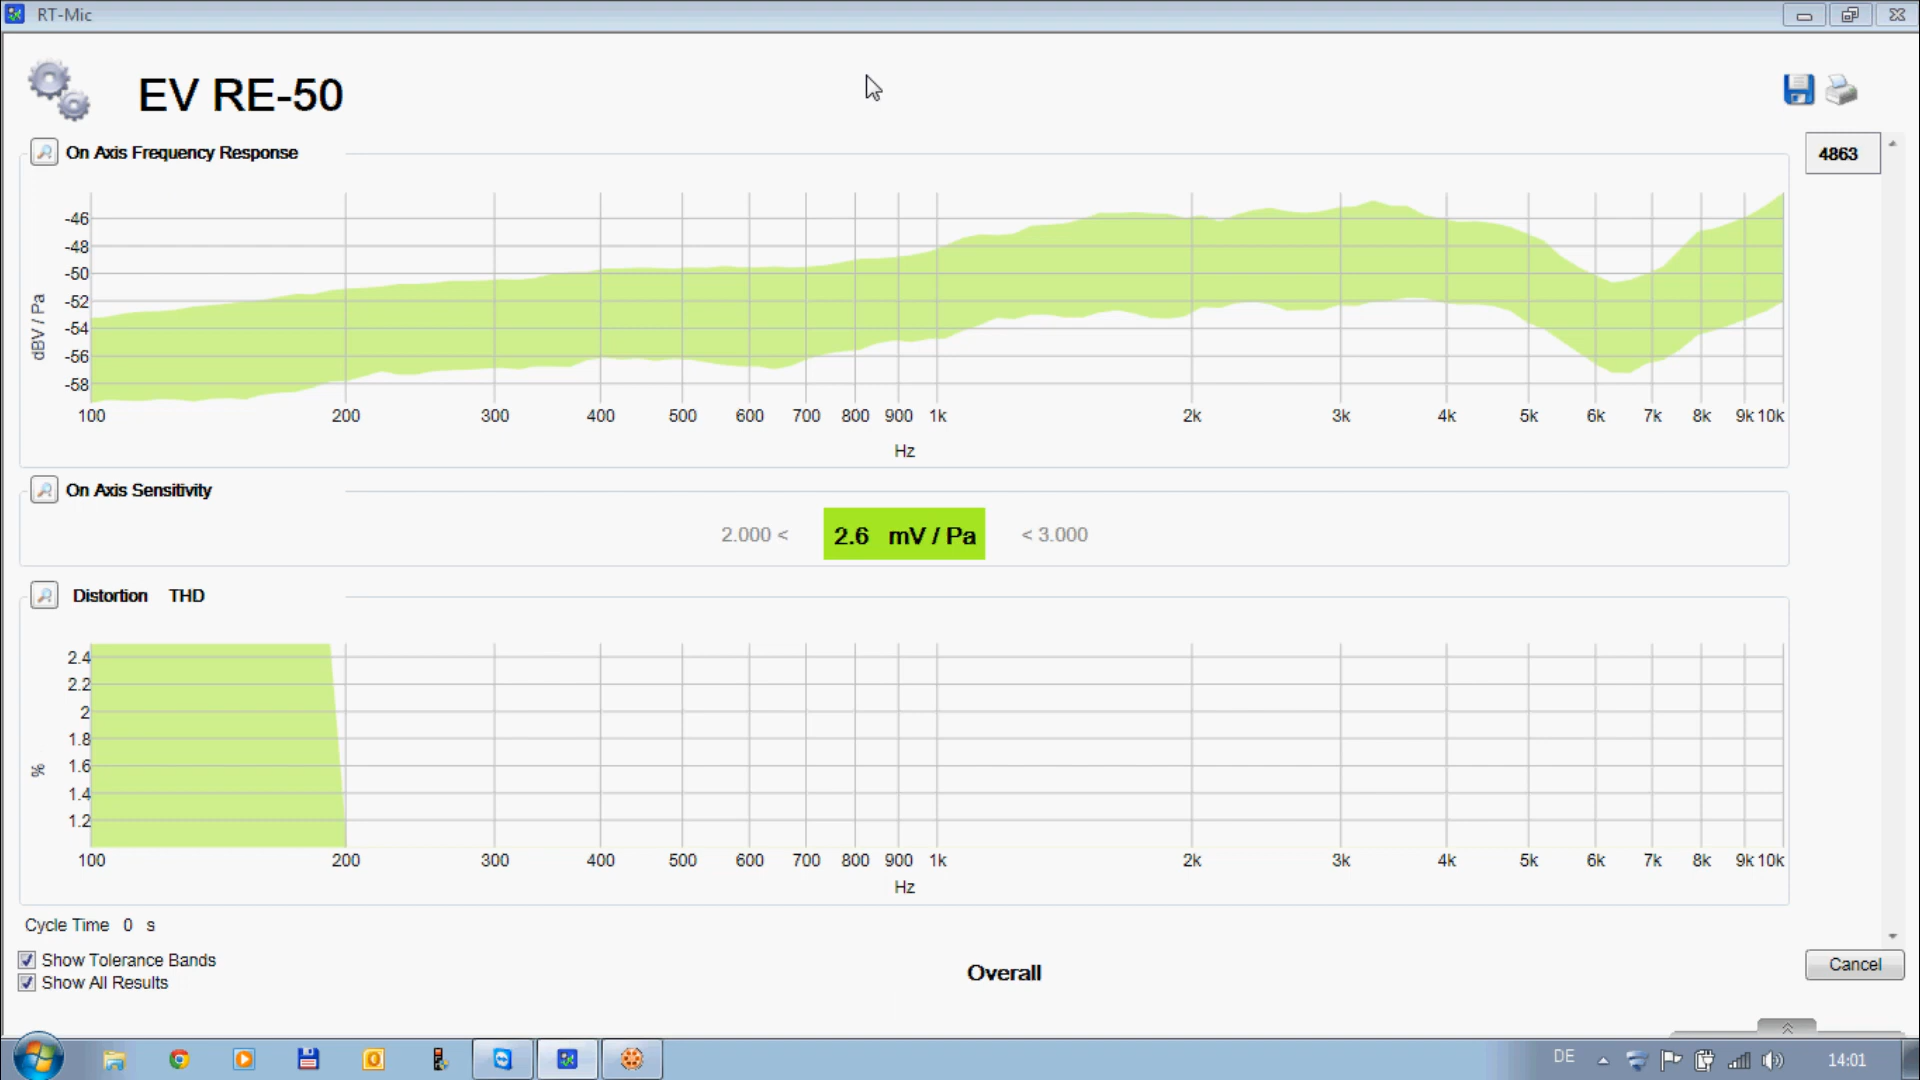 RT-Mic
EV RE-50
On Axis Frequency Response
4863
-46
-48
-50
-52
-54
-56
-58
dBV / Pa
100 200 300 400 500 600 700 800 900 1k 2k 3k 4k 5k 6k 7k 8k 9k 10k
Hz
On Axis Sensitivity
2.000 < 2.6 mV / Pa < 3.000
Distortion THD
2.4
2.2
2
1.8
1.6
1.4
1.2
%
100 200 300 400 500 600 700 800 900 1k 2k 3k 4k 5k 6k 7k 8k 9k 10k
Hz
Cycle Time 0 s
Show Tolerance Bands
Show All Results
Overall
Cancel
DE 14:01